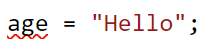 age = "Hello";